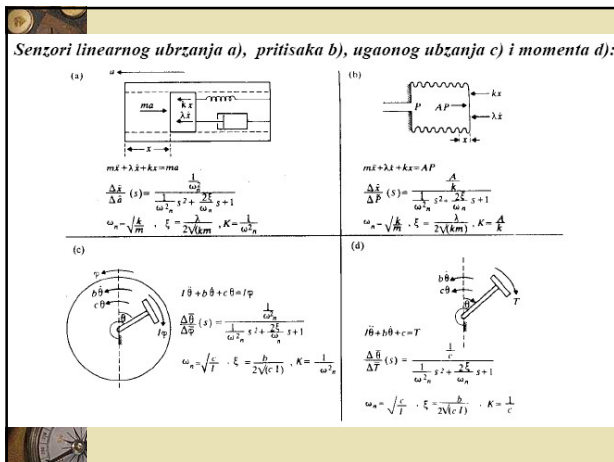 Senzori linearnog ubrzanja a), pritisaka b), ugaonog ubzanja c) i momenta d):
(a)
a
ma
kx
λẋ
x
mẍ+λẋ+kx=ma
Δx̄/Δā (s) = (1/ω²n) / (1/ω²n s² + 2ξ/ωn s+1)
ωn=√(k/m) , ξ = λ/2√(km) , K= 1/ω²n
(b)
P
AP
kx
λẋ
x
mẍ+λẋ+kx=AP
Δx̄/ΔP̄ (s) = (A/k) / (1/ω²n s² + 2ξ/ωn s+1)
ωn=√(k/m) , ξ = λ/2√(km) , K= A/k
(c)
φ
bθ̇
cθ
θ
Iφ
Iθ̈+bθ̇+cθ=Iφ
Δθ̄/Δφ̄ (s) = (1/ω²n) / (1/ω²n s²+ 2ξ/ωn s+1)
ωn=√(c/I) . ξ = b/2√(cI) , K= 1/ω²n
(d)
bθ̇
cθ
θ
T
Iθ̈+bθ+c=T
Δθ̄/ΔT̄ (s) = (1/c) / (1/ω²n s²+ 2ξ/ωn s+1)
ωn = √(c/I) . ξ = b/2√(cI) . K = 1/c